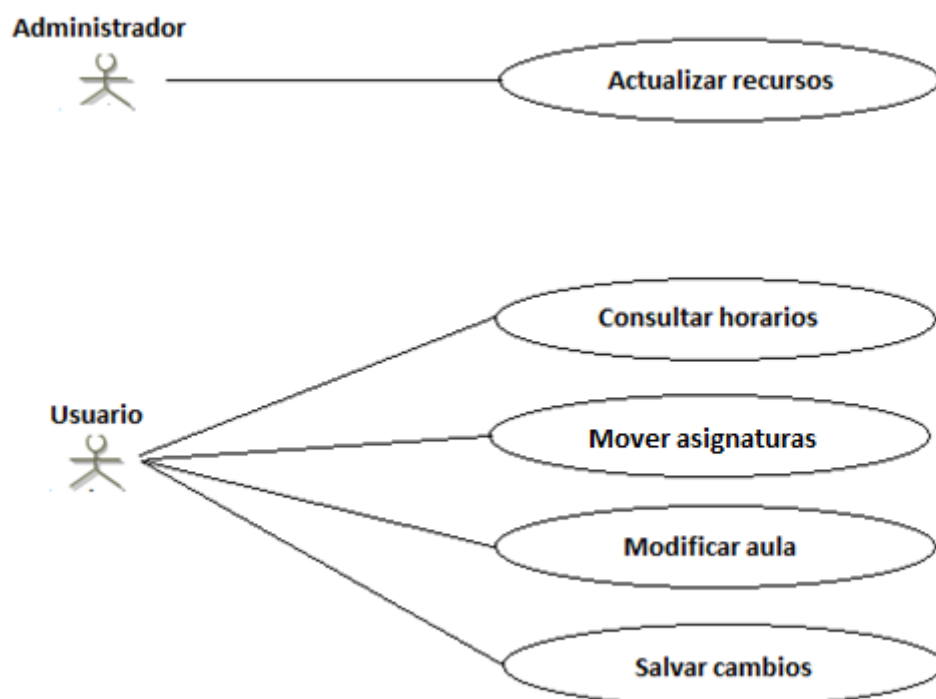 Administrador
Actualizar recursos
Consultar horarios
Usuario
Mover asignaturas
Modificar aula
Salvar cambios